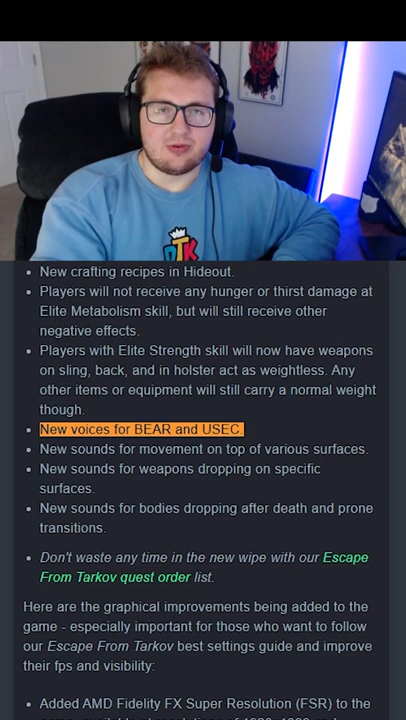 DTK
New crafting recipes in Hideout.
Players will not receive any hunger or thirst damage at
Elite Metabolism skill, but will still receive other
negative effects.
Players with Elite Strength skill will now have weapons
on sling, back, and in holster act as weightless. Any
other items or equipment will still carry a normal weight
though.
New voices for BEAR and USEC.
New sounds for movement on top of various surfaces.
New sounds for weapons dropping on specific
surfaces.
New sounds for bodies dropping after death and prone
transitions.
Don't waste any time in the new wipe with our Escape
From Tarkov quest order list.
Here are the graphical improvements being added to the
game - especially important for those who want to follow
our Escape From Tarkov best settings guide and improve
their fps and visibility:
Added AMD Fidelity FX Super Resolution (FSR) to the